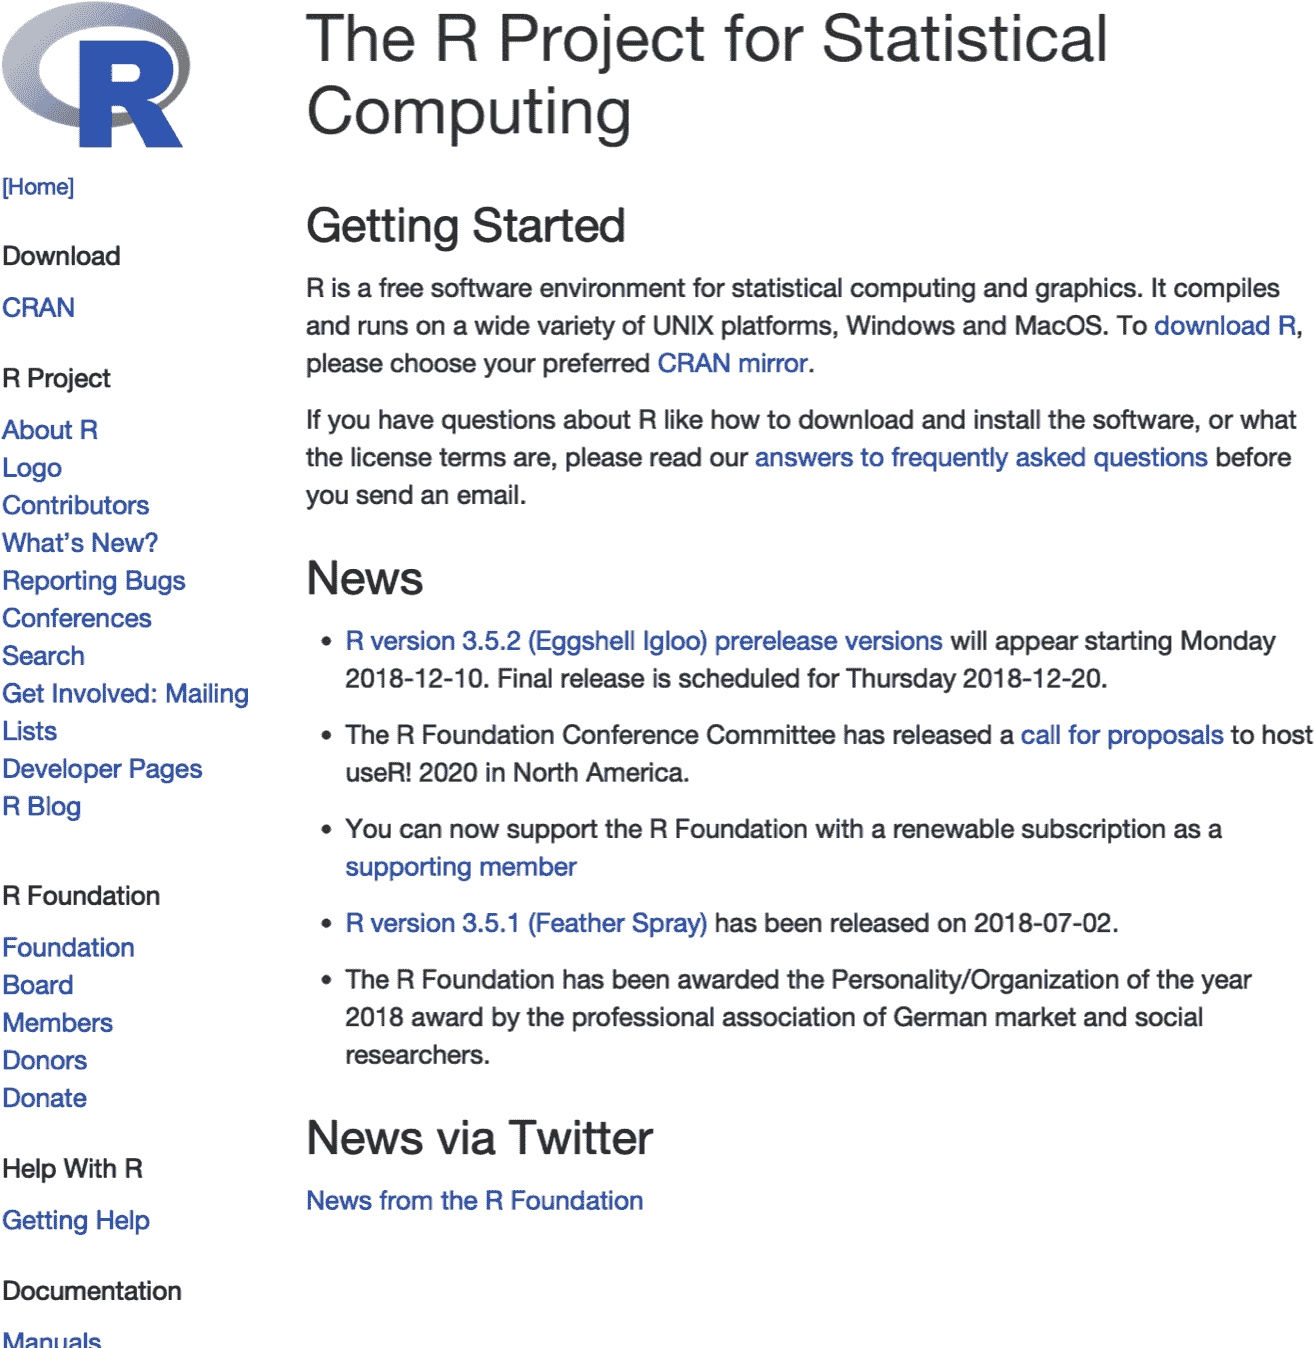 R
[Home]
Download
CRAN
R Project
About R
Logo
Contributors
What’s New?
Reporting Bugs
Conferences
Search
Get Involved: Mailing
Lists
Developer Pages
R Blog
R Foundation
Foundation
Board
Members
Donors
Donate
Help With R
Getting Help
Documentation
Manuals
The R Project for Statistical
Computing
Getting Started
R is a free software environment for statistical computing and graphics. It compiles
and runs on a wide variety of UNIX platforms, Windows and MacOS. To download R,
please choose your preferred CRAN mirror.
If you have questions about R like how to download and install the software, or what
the license terms are, please read our answers to frequently asked questions before
you send an email.
News
• R version 3.5.2 (Eggshell Igloo) prerelease versions will appear starting Monday
2018-12-10. Final release is scheduled for Thursday 2018-12-20.
• The R Foundation Conference Committee has released a call for proposals to host
useR! 2020 in North America.
• You can now support the R Foundation with a renewable subscription as a
supporting member
• R version 3.5.1 (Feather Spray) has been released on 2018-07-02.
• The R Foundation has been awarded the Personality/Organization of the year
2018 award by the professional association of German market and social
researchers.
News via Twitter
News from the R Foundation